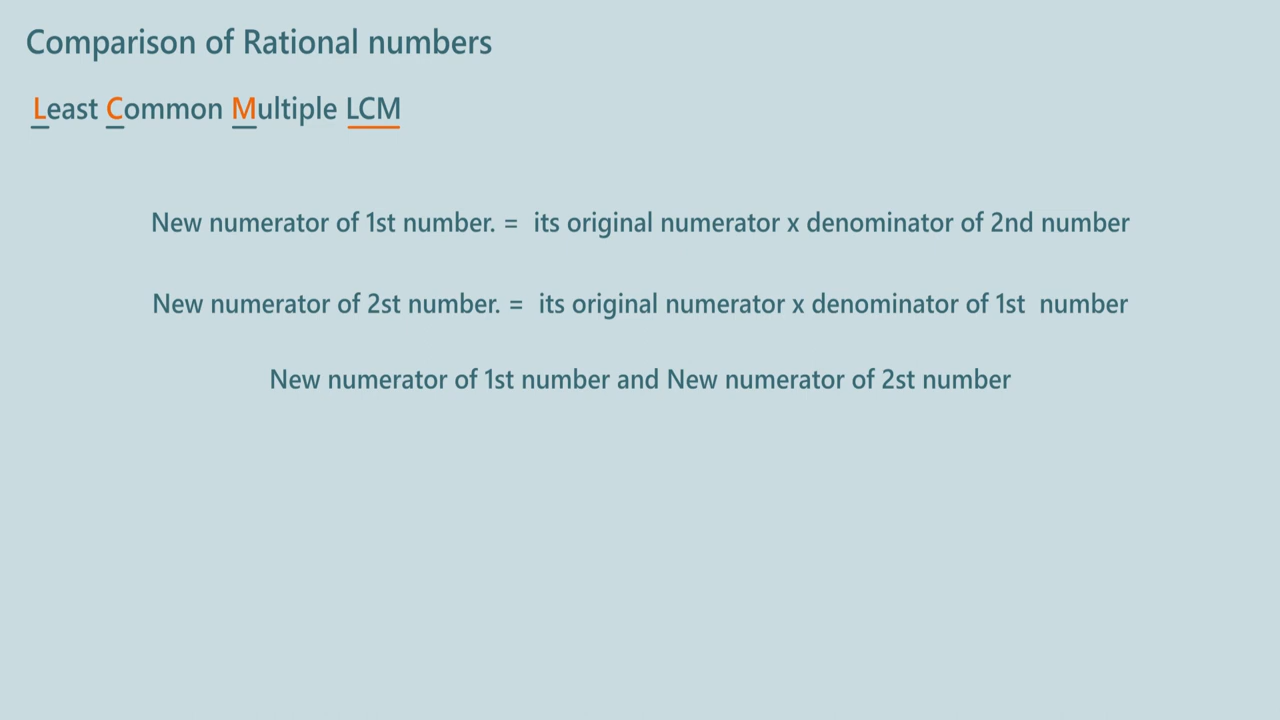 Comparison of Rational numbers
Least Common Multiple LCM
New numerator of 1st number. = its original numerator x denominator of 2nd number
New numerator of 2st number. = its original numerator x denominator of 1st number
New numerator of 1st number and New numerator of 2st number